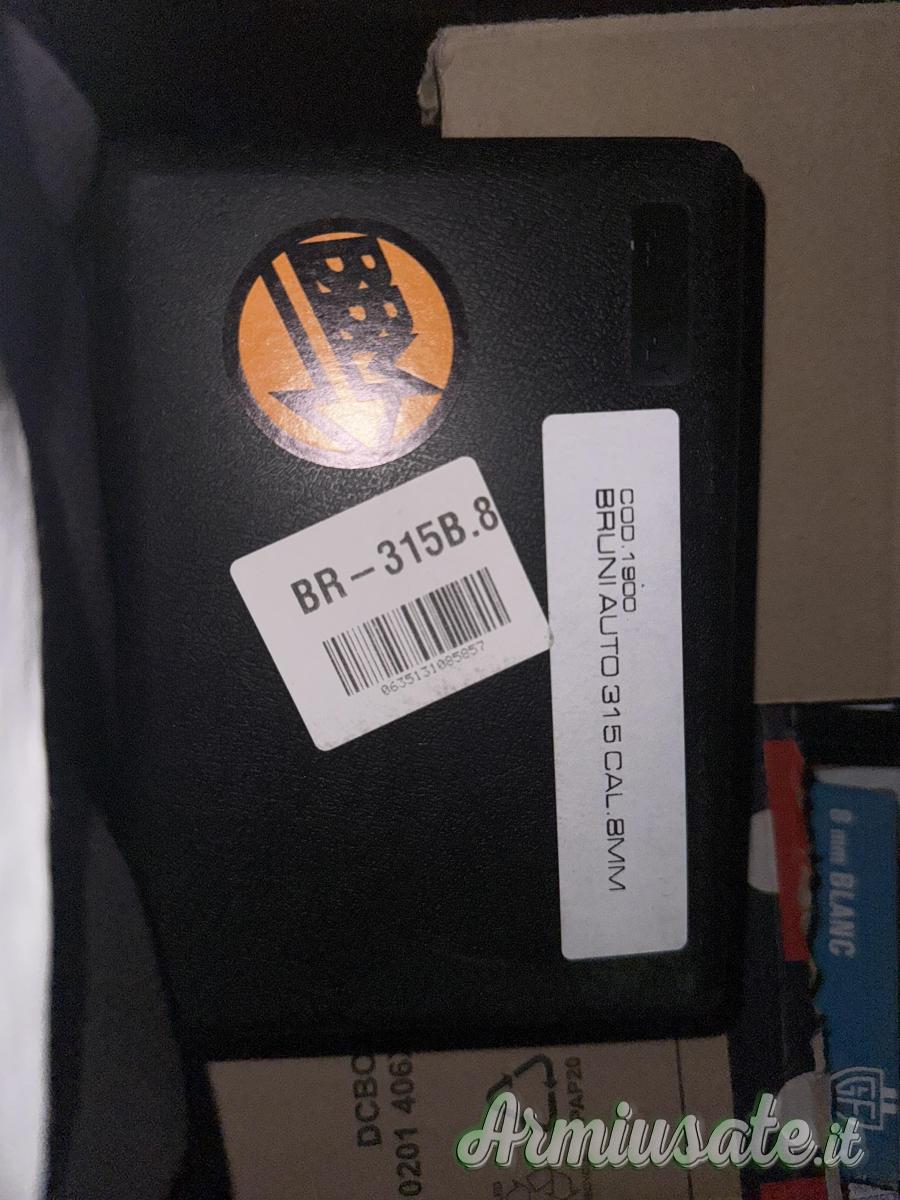 BR-315B.8
0635131085857
COD.1900.
BRUNI AUTO 315 CAL.8MM
8 mm BLANC
DCBO
0201 406
PAP20
Armiusate.it